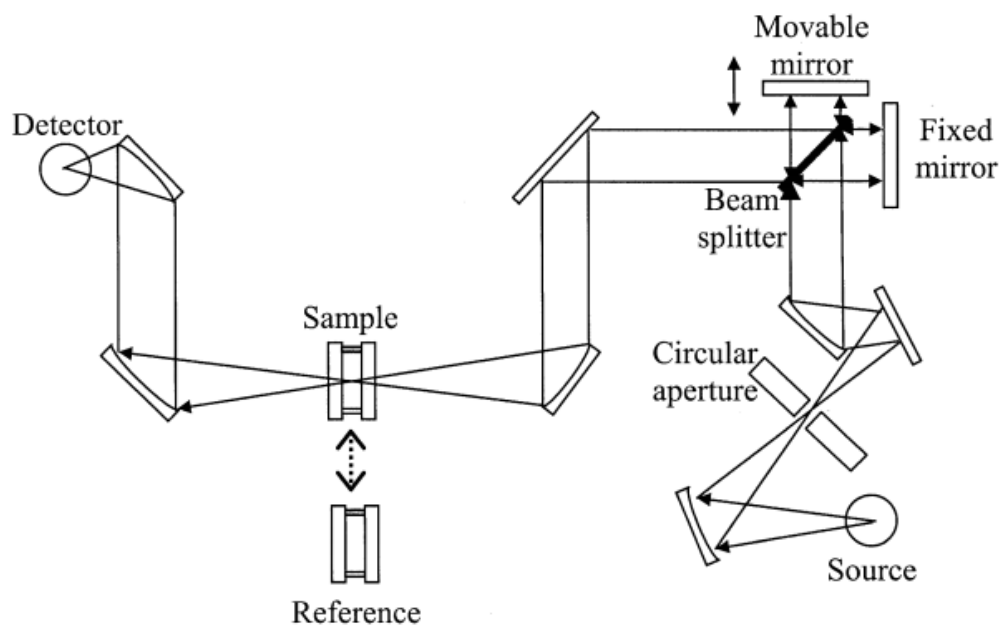 Movable
mirror
Detector
Fixed
mirror
Beam
splitter
Sample
Circular
aperture
Source
Reference